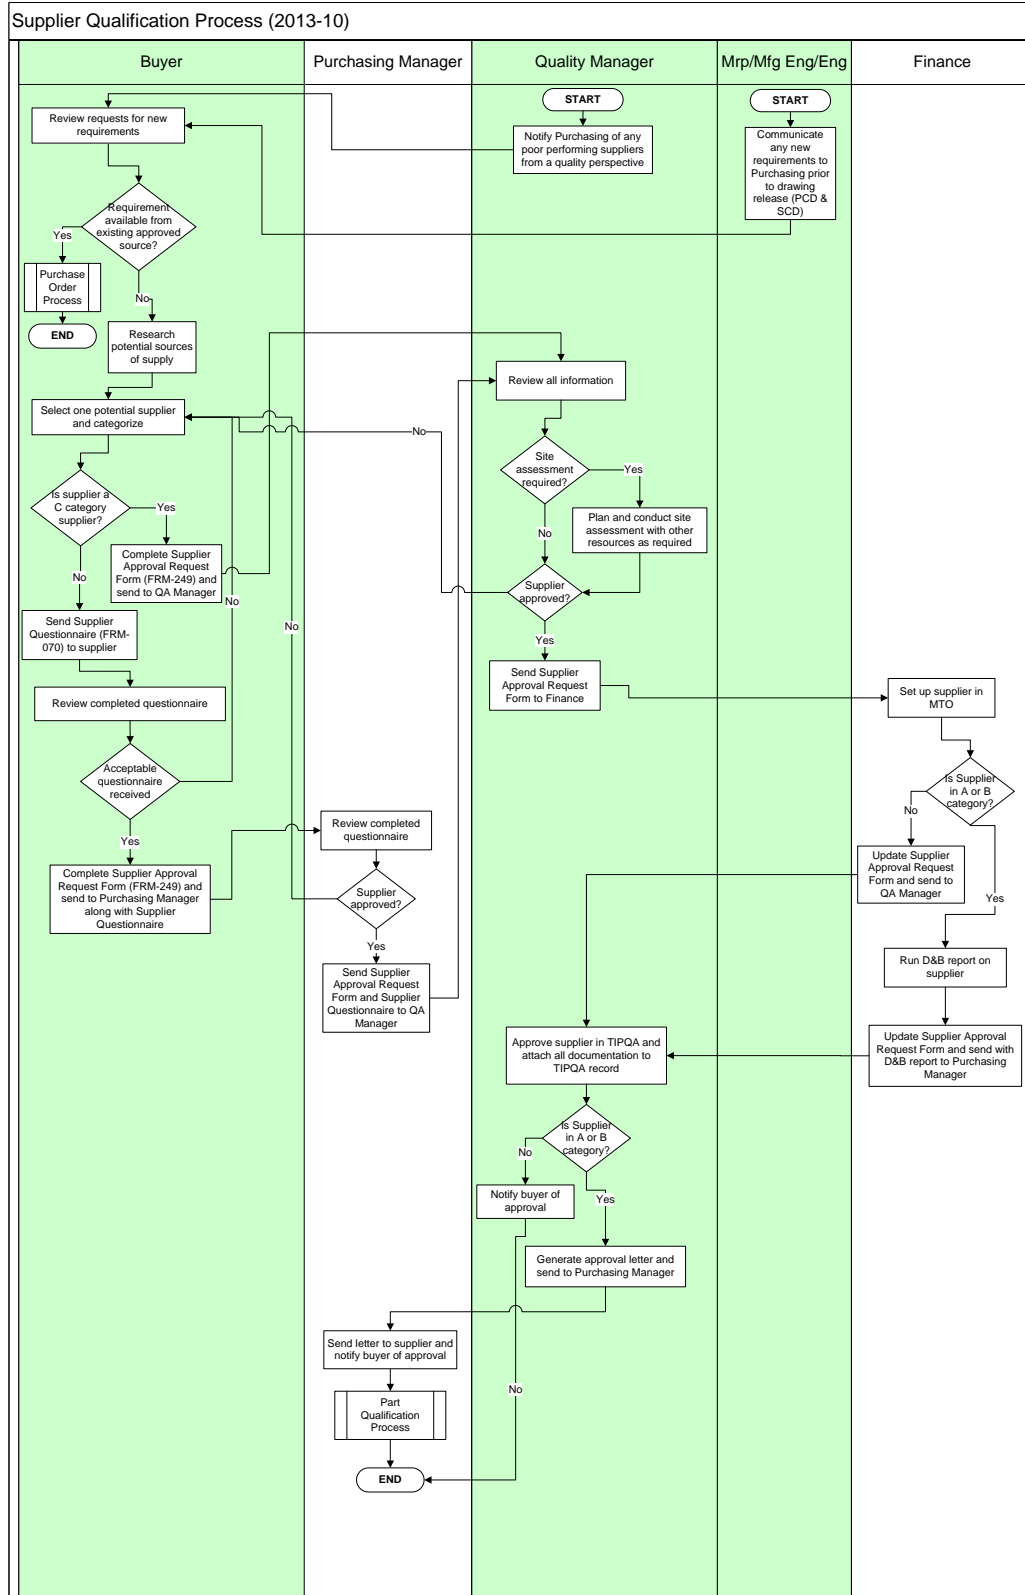 Supplier Qualification Process (2013-10)
Buyer
Purchasing Manager
Quality Manager
Mrp/Mfg Eng/Eng
Finance
START
START
Review requests for new
requirements
Notify Purchasing of any
poor performing suppliers
from a quality perspective
Communicate
any new
requirements to
Purchasing prior
to drawing
release (PCD &
SCD)
Requirement
available from
existing approved
source?
Yes
Purchase
Order
Process
No
END
Research
potential sources
of supply
Review all information
Select one potential supplier
and categorize
No
Site
assessment
required?
Yes
Is supplier a
C category
supplier?
Yes
Plan and conduct site
assessment with other
resources as required
No
Complete Supplier
Approval Request
Form (FRM-249) and
send to QA Manager
No
Supplier
approved?
No
No
Send Supplier
Questionnaire (FRM-
070) to supplier
Yes
Send Supplier
Approval Request
Form to Finance
Set up supplier in
MTO
Review completed questionnaire
Acceptable
questionnaire
received
Is Supplier
in A or B
category?
No
Yes
Review completed
questionnaire
Update Supplier
Approval Request
Form and send to
QA Manager
Yes
Complete Supplier Approval
Request Form (FRM-249) and
send to Purchasing Manager
along with Supplier
Questionnaire
Supplier
approved?
Yes
Run D&B report on
supplier
Send Supplier
Approval Request
Form and Supplier
Questionnaire to QA
Manager
Approve supplier in TIPQA and
attach all documentation to
TIPQA record
Update Supplier Approval
Request Form and send with
D&B report to Purchasing
Manager
Is Supplier
in A or B
category?
No
Yes
Notify buyer of
approval
Generate approval letter and
send to Purchasing Manager
Send letter to supplier and
notify buyer of approval
No
Part
Qualification
Process
END